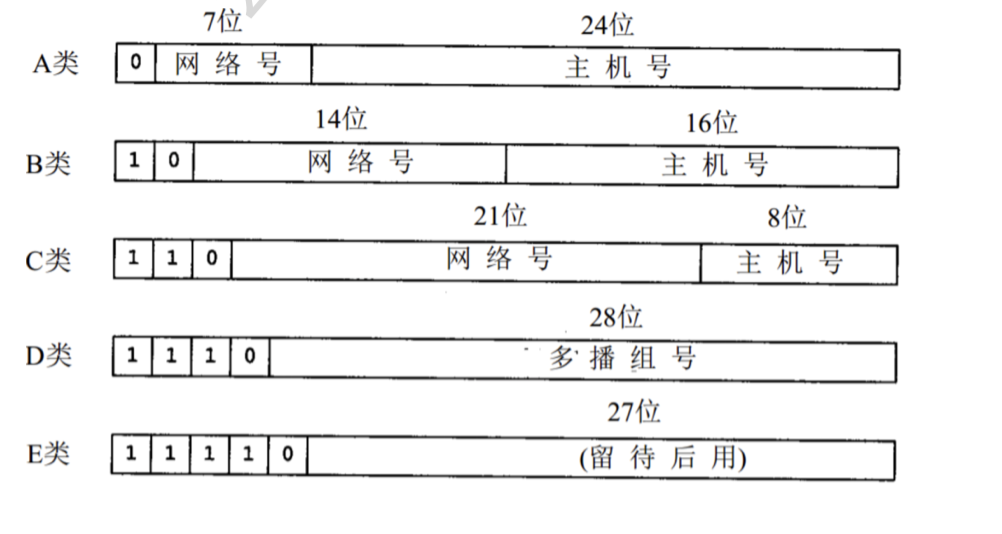 7位 24位
A类 0 网络号 主机号
14位 16位
B类 1 0 网络号 主机号
21位 8位
C类 1 1 0 网络号 主机号
28位
D类 1 1 1 0 多播组号
27位
E类 1 1 1 1 0 (留待后用)